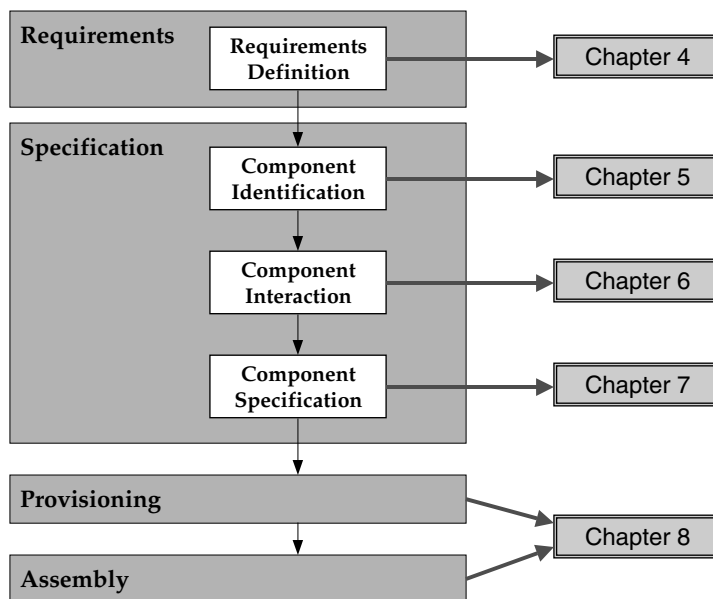 Requirements
Requirements
Definition
Chapter 4
Specification
Component
Identification
Chapter 5
Component
Interaction
Chapter 6
Component
Specification
Chapter 7
Provisioning
Chapter 8
Assembly